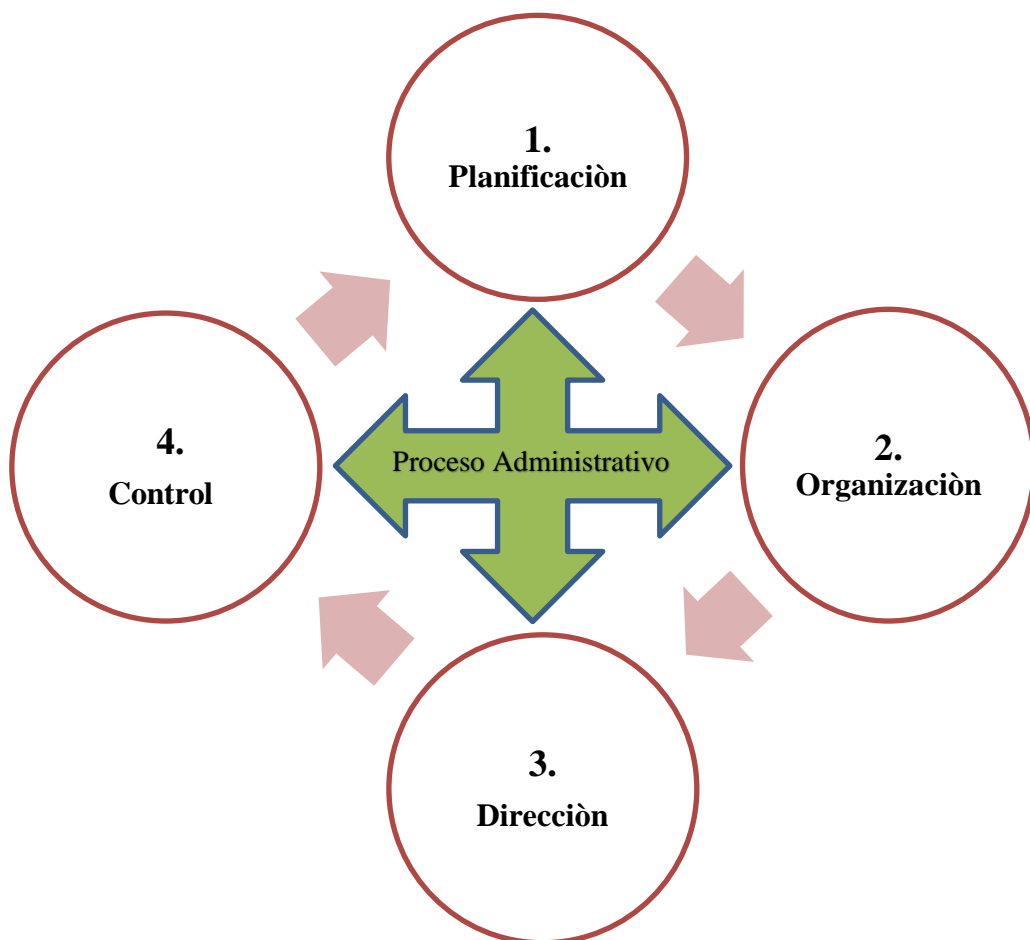 1.
Planificaciòn
4.
Control
Proceso Administrativo
2.
Organizaciòn
3.
Direcciòn